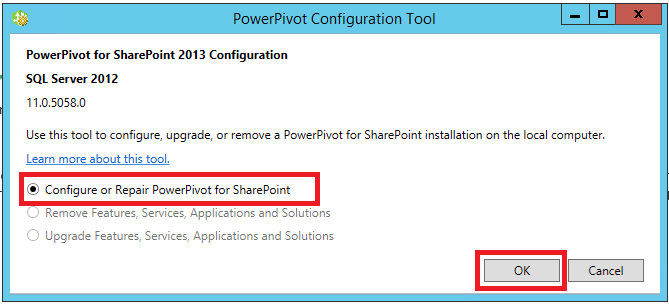 PowerPivot Configuration Tool
PowerPivot for SharePoint 2013 Configuration
SQL Server 2012
11.0.5058.0
Use this tool to configure, upgrade, or remove a PowerPivot for SharePoint installation on the local computer.
Learn more about this tool.
Configure or Repair PowerPivot for SharePoint
Remove Features, Services, Applications and Solutions
Upgrade Features, Services, Applications and Solutions
OK Cancel